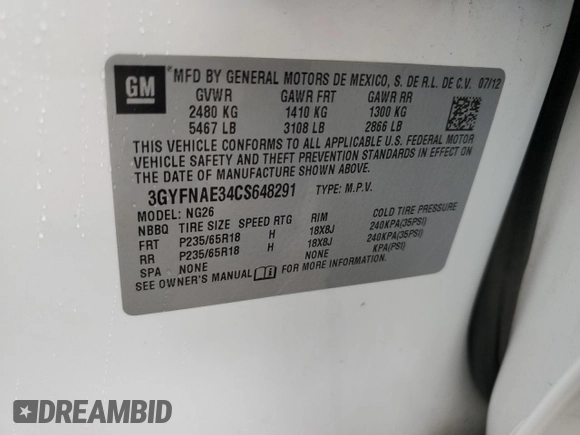 GM MFD BY GENERAL MOTORS DE MEXICO, S. DE R.L. DE C.V. 07/12
GVWR GAWR FRT GAWR RR
2480 KG 1410 KG 1300 KG
5467 LB 3108 LB 2866 LB
THIS VEHICLE CONFORMS TO ALL APPLICABLE U.S. FEDERAL MOTOR
VEHICLE SAFETY AND THEFT PREVENTION STANDARDS IN EFFECT ON
THE DATE OF MANUFACTURE SHOWN ABOVE.
3GYFNAE34CS648291 TYPE: M.P.V.
MODEL: NG26
NBBQ TIRE SIZE SPEED RTG RIM COLD TIRE PRESSURE
FRT P235/65R18 H 18X8J 240KPA(35PSI)
RR P235/65R18 H 18X8J 240KPA(35PSI)
SPA NONE NONE KPA(PSI)
SEE OWNER'S MANUAL FOR MORE INFORMATION.
DREAMBID